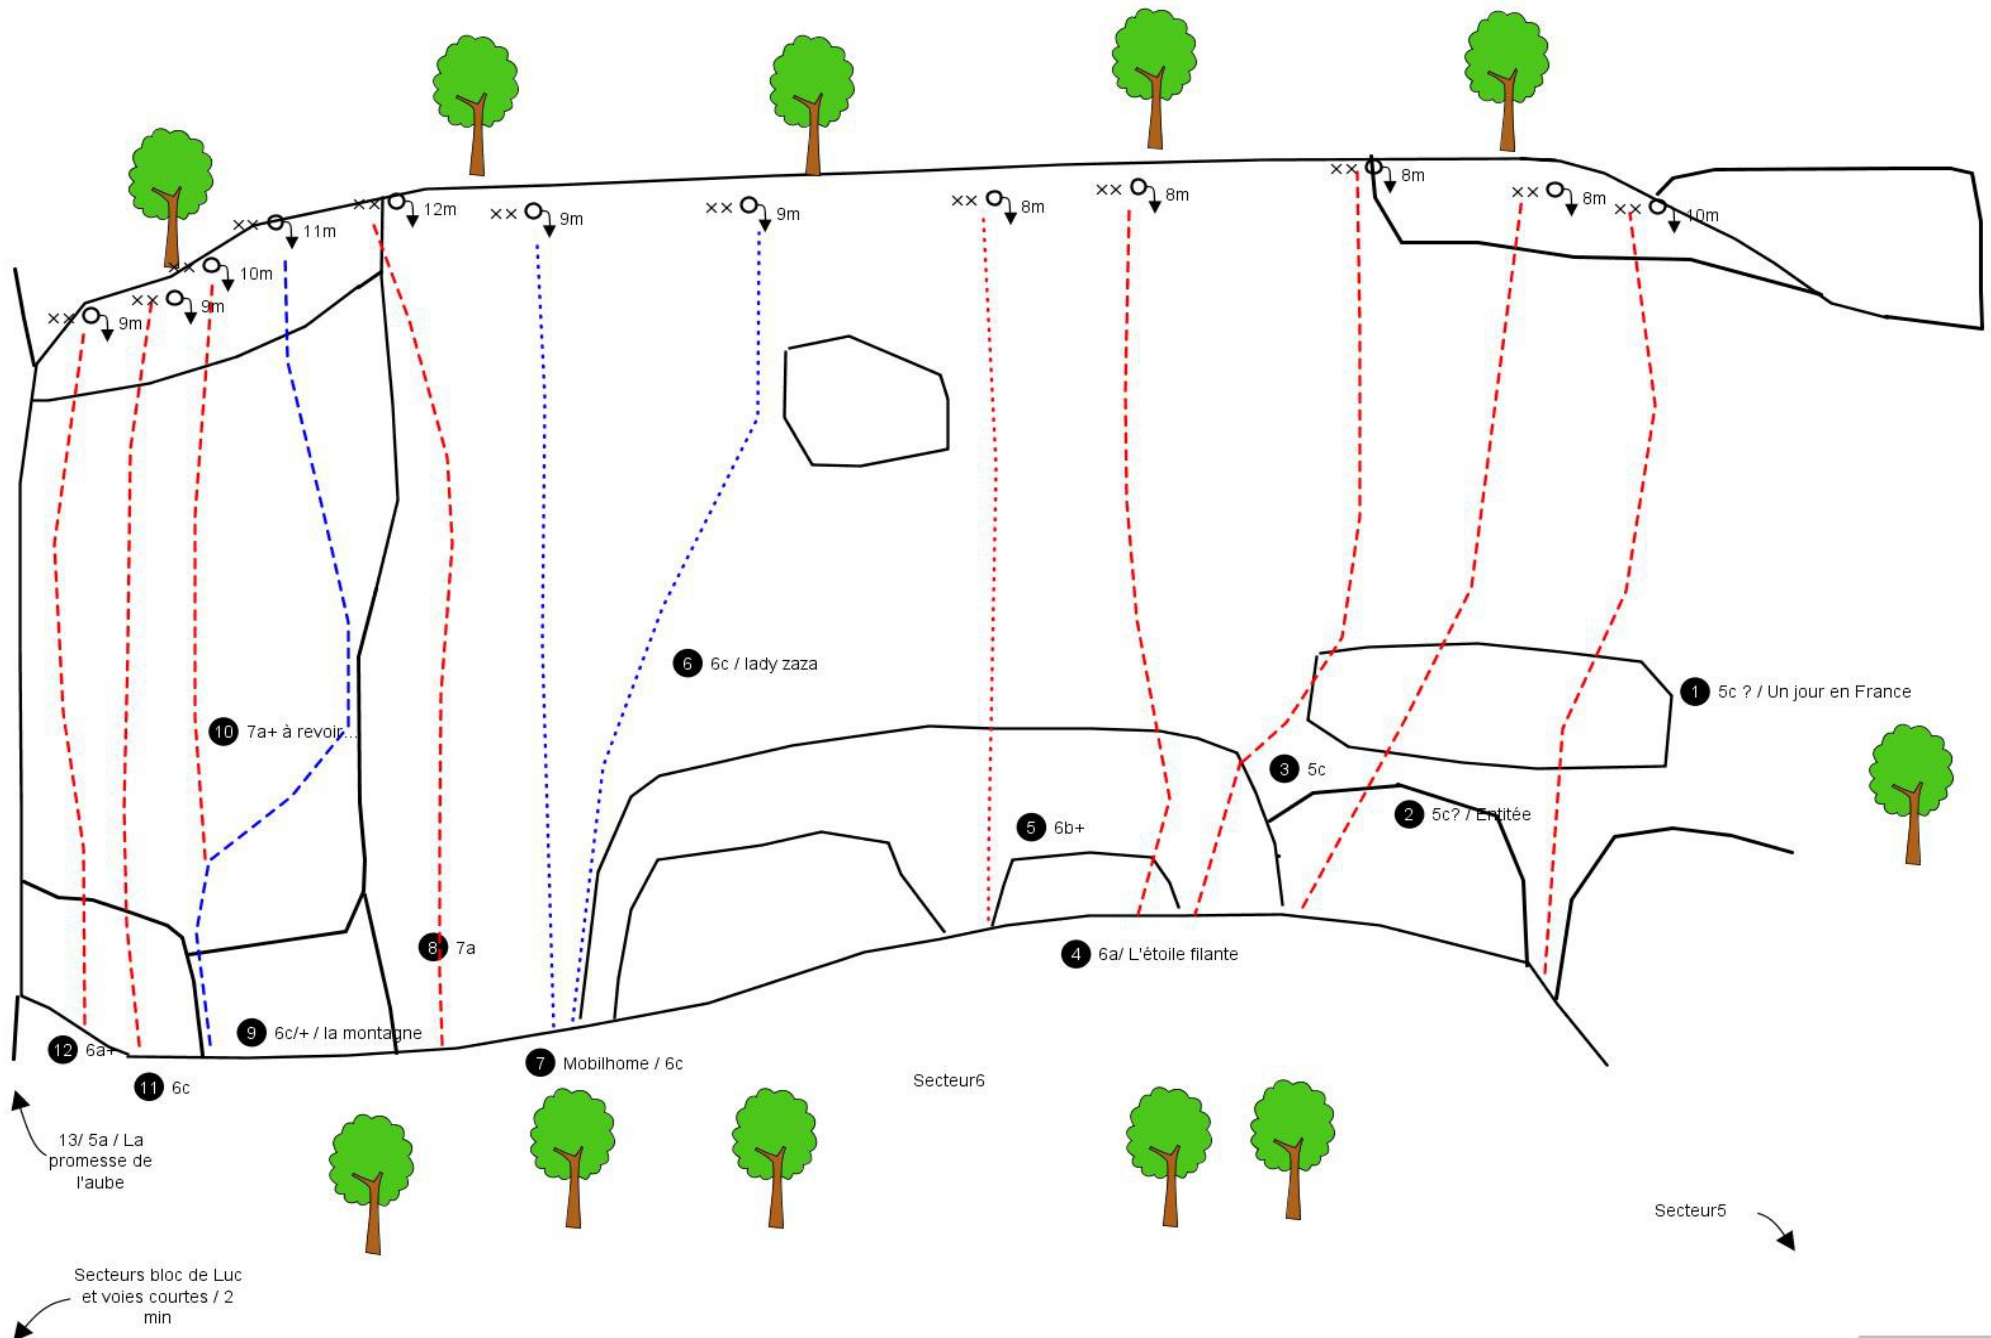 8m
8m
8m
8m
10m
12m
9m
9m
11m
10m
9m
9m
6 6c / lady zaza
1 5c ? / Un jour en France
10 7a+ à revoir...
3 5c
2 5c? / Entitée
5 6b+
8 7a
4 6a/ L'étoile filante
9 6c/+ / la montagne
12 6a+
7 Mobilhome / 6c
11 6c
Secteur6
13/ 5a / La
promesse de
l'aube
Secteur5
Secteurs bloc de Luc
et voies courtes / 2
min